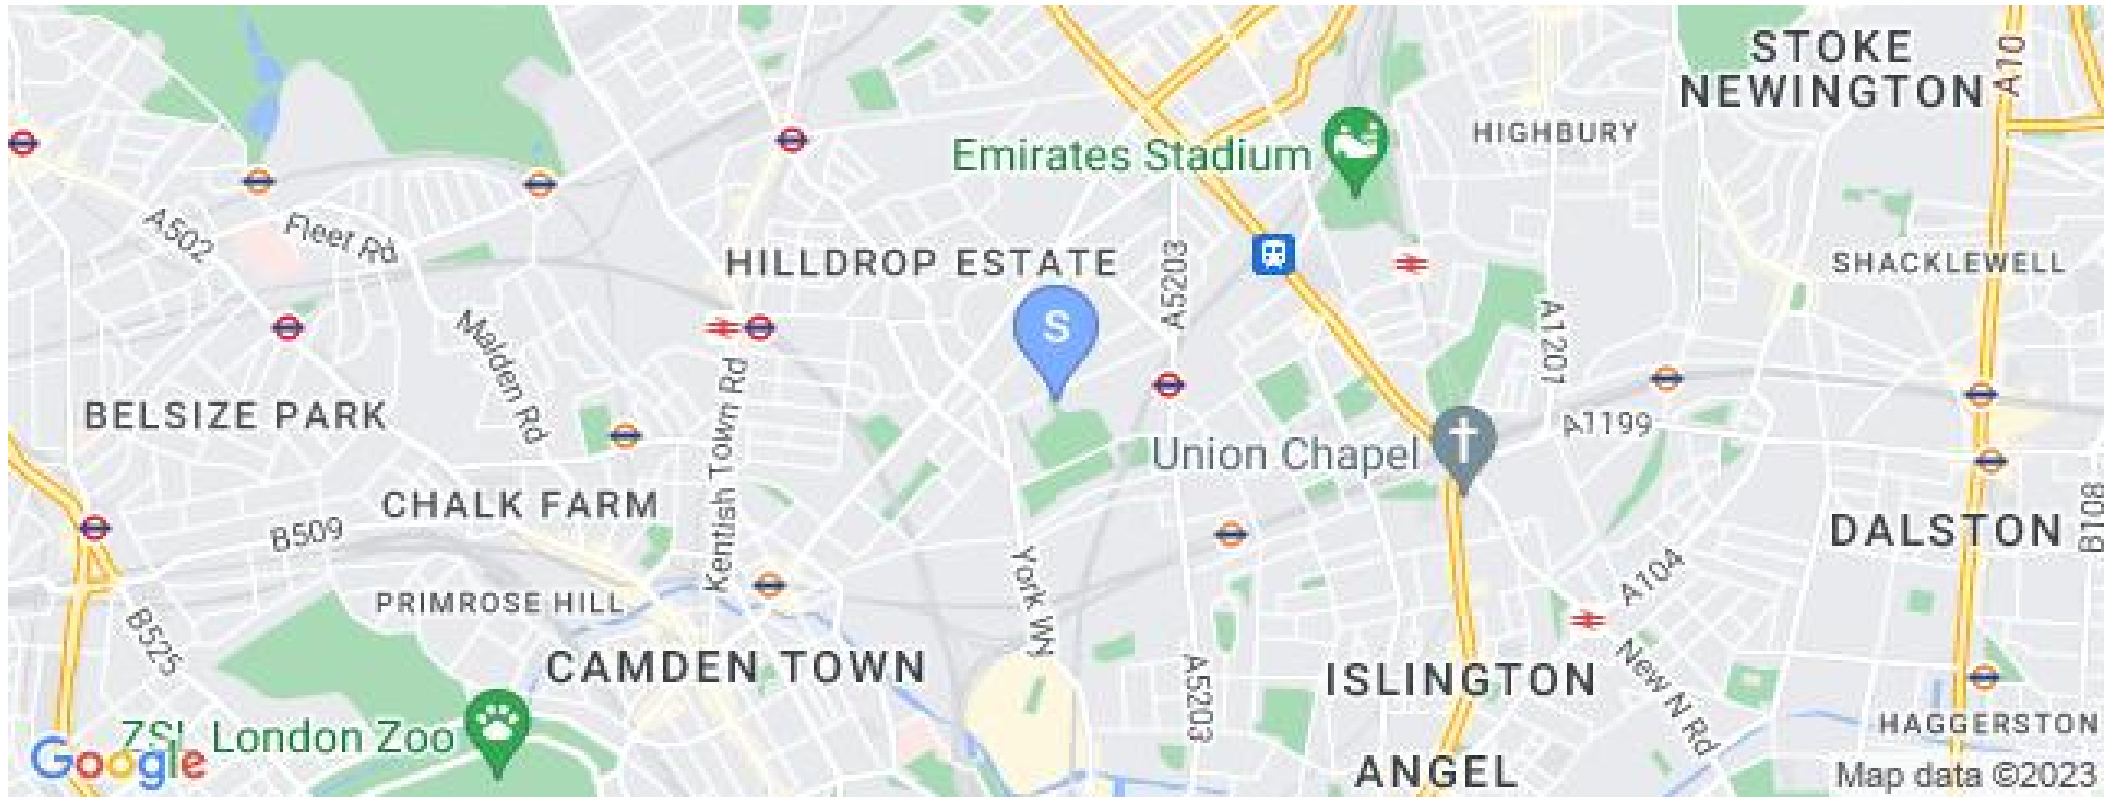 STOKE
NEWINGTON
A10
HIGHBURY
Emirates Stadium
A502
Fleet Rd
HILLDROP ESTATE
A5203
SHACKLEWELL
S
Malden Rd
A1201
Kentish Town Rd
BELSIZE PARK
A1199
Union Chapel
CHALK FARM
B509
DALSTON
B108
York Wy
A104
PRIMROSE HILL
B525
CAMDEN TOWN
ISLINGTON
New N Rd
A5203
HAGGERSTON
ZSL London Zoo
Google
ANGEL
Map data ©2023